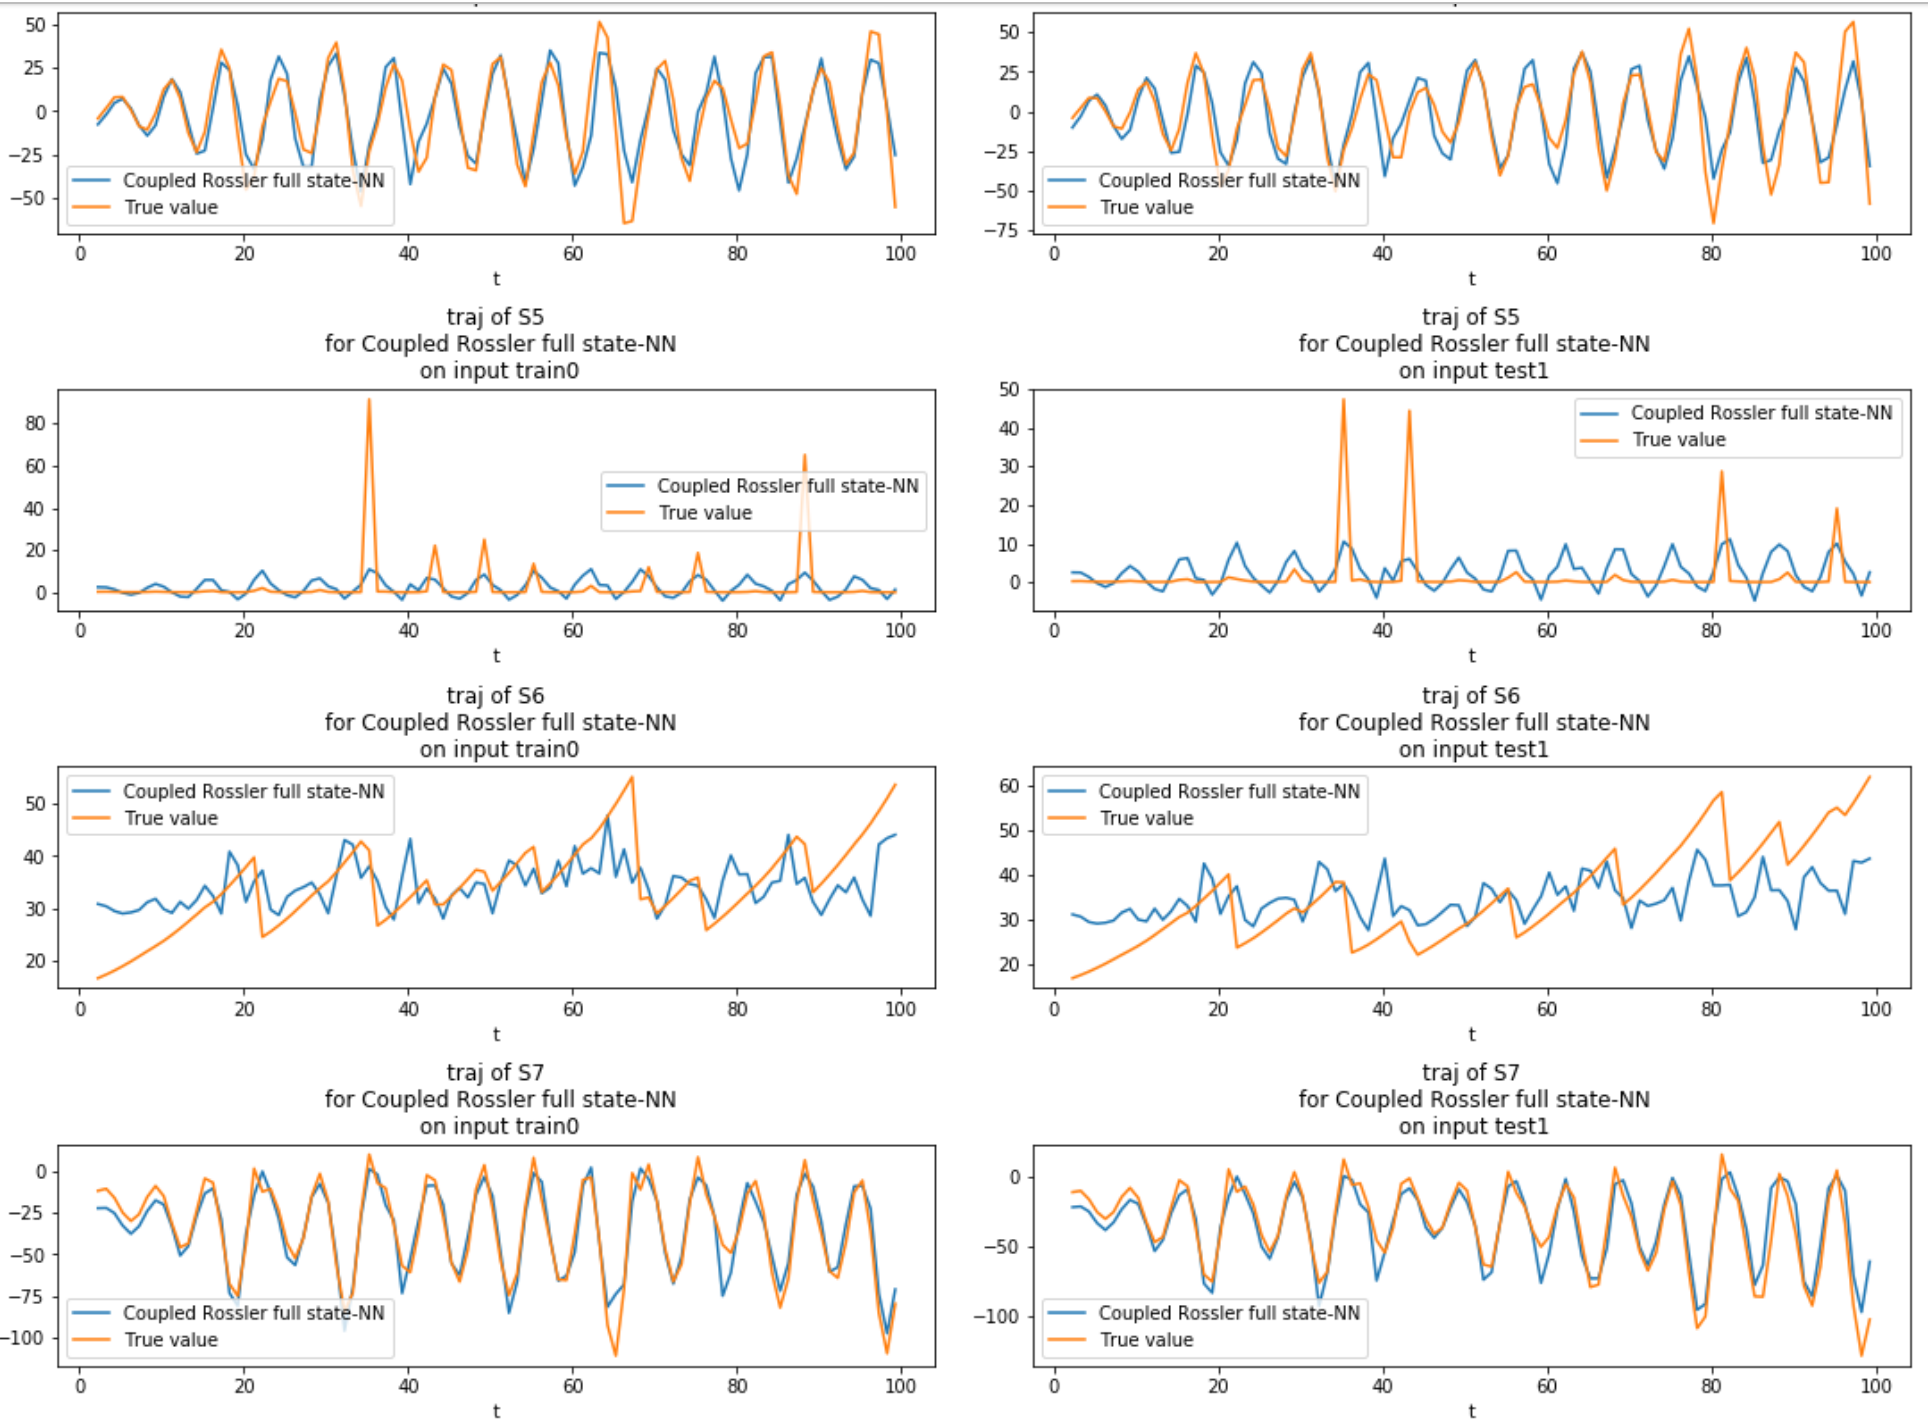 50
25
0
−25
−50
Coupled Rossler full state-NN
True value
0 20 40 60 80 100
t
50
25
0
−25
−50
−75
Coupled Rossler full state-NN
True value
0 20 40 60 80 100
t
traj of S5
for Coupled Rossler full state-NN
on input train0
80
60
40
20
0
Coupled Rossler full state-NN
True value
0 20 40 60 80 100
t
traj of S5
for Coupled Rossler full state-NN
on input test1
50
40
30
20
10
0
Coupled Rossler full state-NN
True value
0 20 40 60 80 100
t
traj of S6
for Coupled Rossler full state-NN
on input train0
50
40
30
20
Coupled Rossler full state-NN
True value
0 20 40 60 80 100
t
traj of S6
for Coupled Rossler full state-NN
on input test1
60
50
40
30
20
Coupled Rossler full state-NN
True value
0 20 40 60 80 100
t
traj of S7
for Coupled Rossler full state-NN
on input train0
0
−25
−50
−75
−100
Coupled Rossler full state-NN
True value
0 20 40 60 80 100
t
traj of S7
for Coupled Rossler full state-NN
on input test1
0
−50
−100
Coupled Rossler full state-NN
True value
0 20 40 60 80 100
t